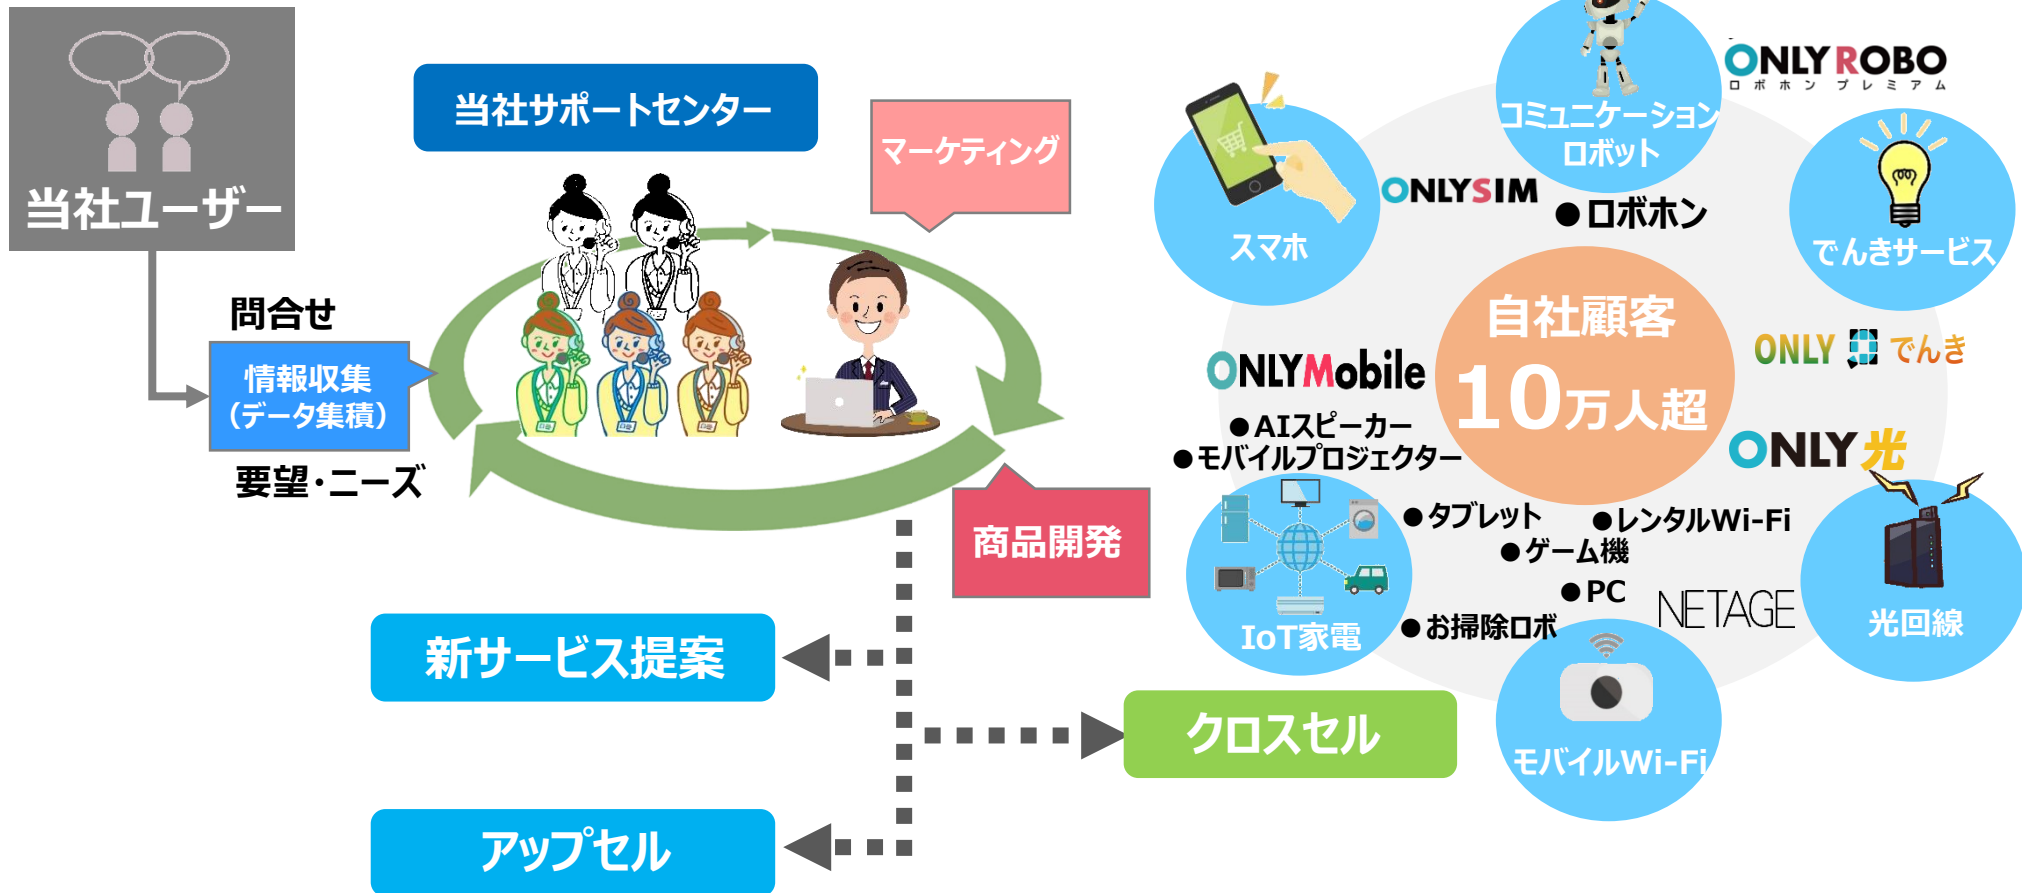 当社ユーザー
問合せ
情報収集
（データ集積）
要望・ニーズ
当社サポートセンター
マーケティング
商品開発
新サービス提案
アップセル
クロスセル
コミュニケーション
ロボット
●ロボホン
ONLYROBO
ロボホン プレミアム
スマホ
ONLYSIM
でんきサービス
自社顧客
10万人超
ONLYMobile
ONLY でんき
●AIスピーカー
●モバイルプロジェクター
ONLY光
●タブレット
●レンタルWi-Fi
●ゲーム機
●PC
●お掃除ロボ
NETAGE
IoT家電
光回線
モバイルWi-Fi